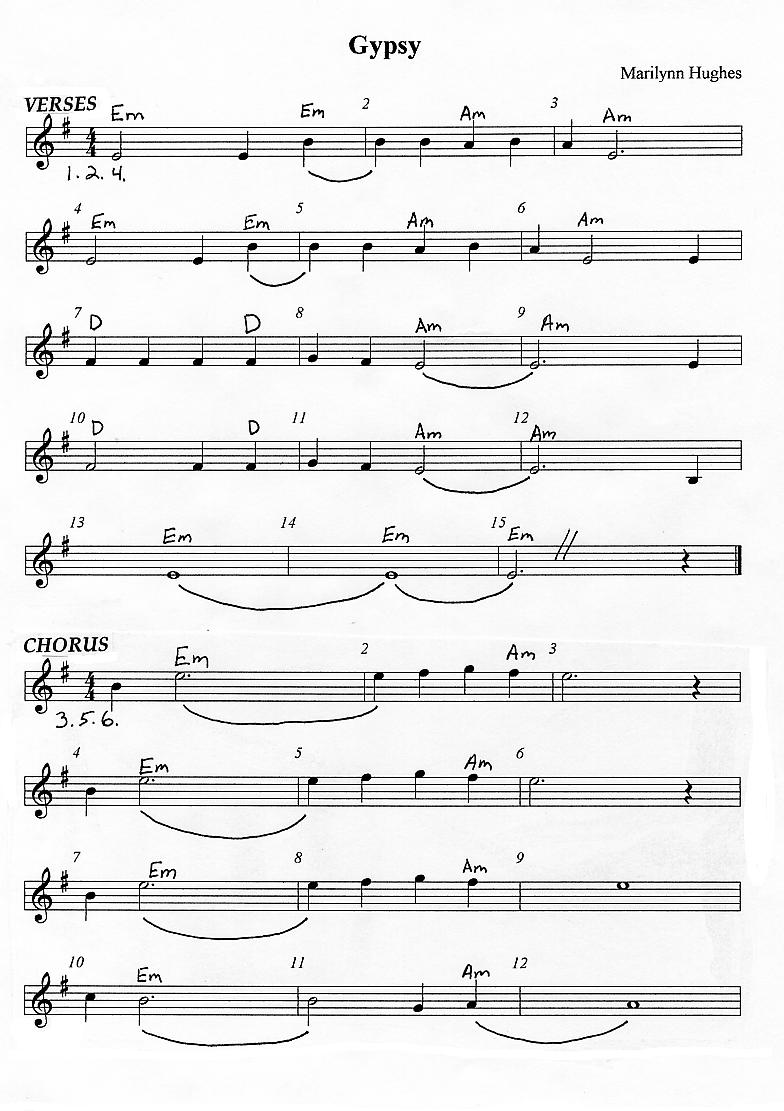 Gypsy
Marilynn Hughes
VERSES
Em Em 2 Am 3 Am
4
4
1. 2. 4.
4 Em Em 5 Am 6 Am
7 D D 8 Am 9 Am
10 D D 11 Am 12 Am
13 Em 14 Em 15 Em //
CHORUS
Em 2 Am 3
4
4
3. 5. 6.
4 Em 5 Am 6
7 Em 8 Am 9
10 Em 11 Am 12